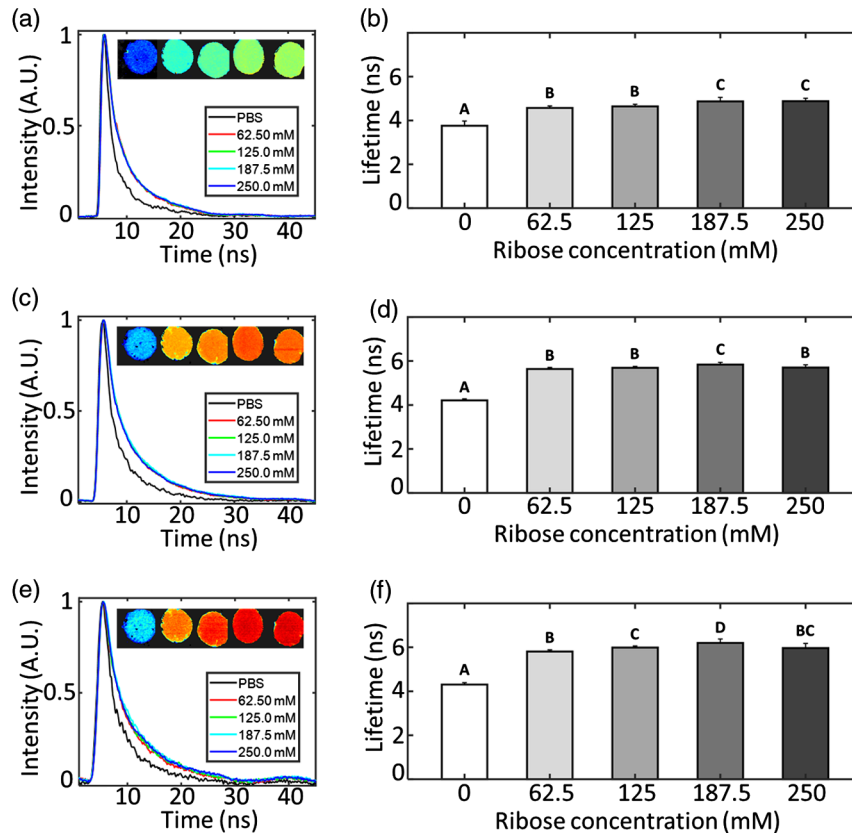 (a)
Intensity (A.U.)
1
0.5
0
PBS
62.50 mM
125.0 mM
187.5 mM
250.0 mM
10 20 30 40
Time (ns)
(b)
Lifetime (ns)
6
4
2
0
A B B C C
0 62.5 125 187.5 250
Ribose concentration (mM)
(c)
Intensity (A.U.)
1
0.5
0
PBS
62.50 mM
125.0 mM
187.5 mM
250.0 mM
10 20 30 40
Time (ns)
(d)
Lifetime (ns)
6
4
2
0
A B B C B
0 62.5 125 187.5 250
Ribose concentration (mM)
(e)
Intensity (A.U.)
1
0.5
0
PBS
62.50 mM
125.0 mM
187.5 mM
250.0 mM
10 20 30 40
Time (ns)
(f)
Lifetime (ns)
6
4
2
0
A B C D BC
0 62.5 125 187.5 250
Ribose concentration (mM)